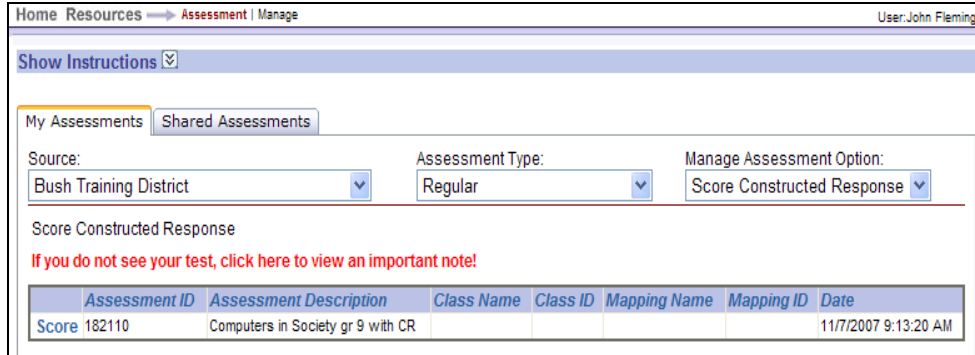 Home Resources Assessment | Manage User:John Fleming
Show Instructions
My Assessments Shared Assessments
Source: Assessment Type: Manage Assessment Option:
Bush Training District Regular Score Constructed Response
Score Constructed Response
If you do not see your test, click here to view an important note!
Assessment ID Assessment Description Class Name Class ID Mapping Name Mapping ID Date
Score 182110 Computers in Society gr 9 with CR 11/7/2007 9:13:20 AM